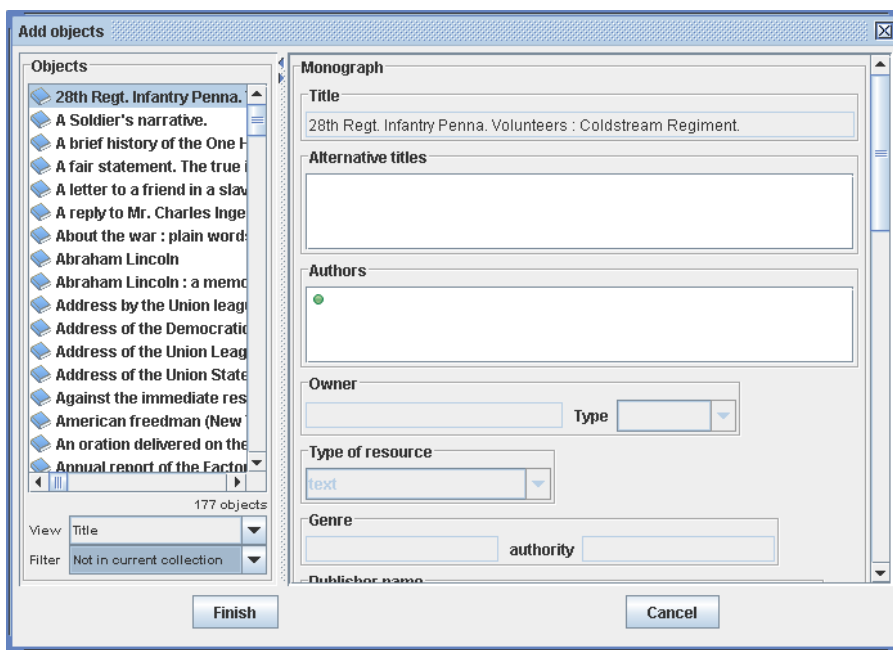 Add objects
Objects
28th Regt. Infantry Penna.
A Soldier's narrative.
A brief history of the One H
A fair statement. The true i
A letter to a friend in a slav
A reply to Mr. Charles Inge
About the war : plain words
Abraham Lincoln
Abraham Lincoln : a memo
Address by the Union leagu
Address of the Democratic
Address of the Union Leag
Address of the Union State
Against the immediate res
American freedman (New
An oration delivered on the
Annual report of the Factor
177 objects
View Title
Filter Not in current collection
Monograph
Title
28th Regt. Infantry Penna. Volunteers : Coldstream Regiment.
Alternative titles
Authors
Owner
Type
Type of resource
text
Genre
authority
Publisher name
Finish
Cancel